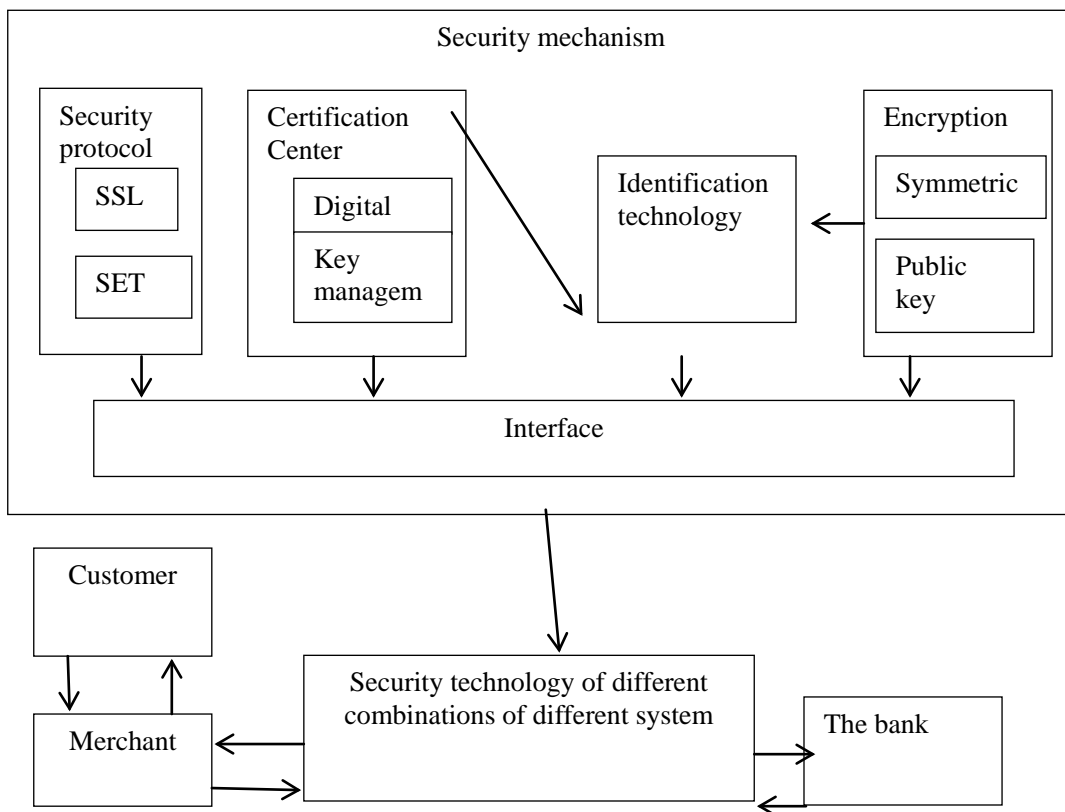 Security mechanism
Security
protocol
SSL
SET
Certification
Center
Digital
Key
managem
Identification
technology
Encryption
Symmetric
Public
key
Interface
Customer
Merchant
Security technology of different
combinations of different system
The bank